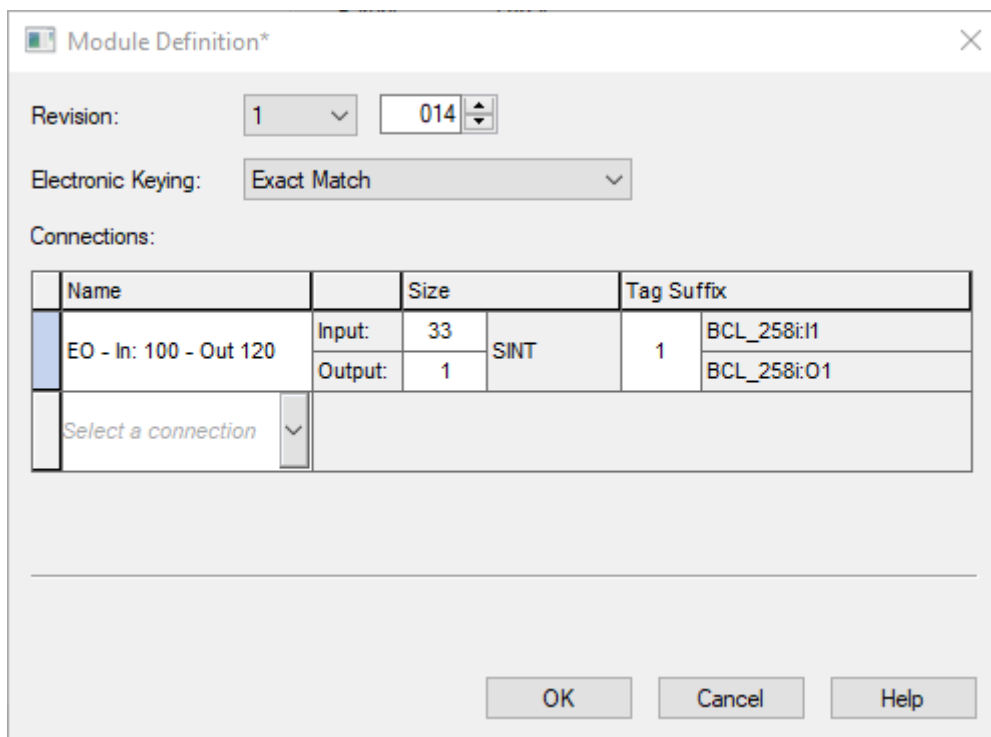 Module Definition*
Revision: 1 014
Electronic Keying: Exact Match
Connections:
Name Size Tag Suffix
EO - In: 100 - Out 120 Input: 33 SINT 1 BCL_258i:I1
Output: 1 BCL_258i:O1
Select a connection
OK Cancel Help